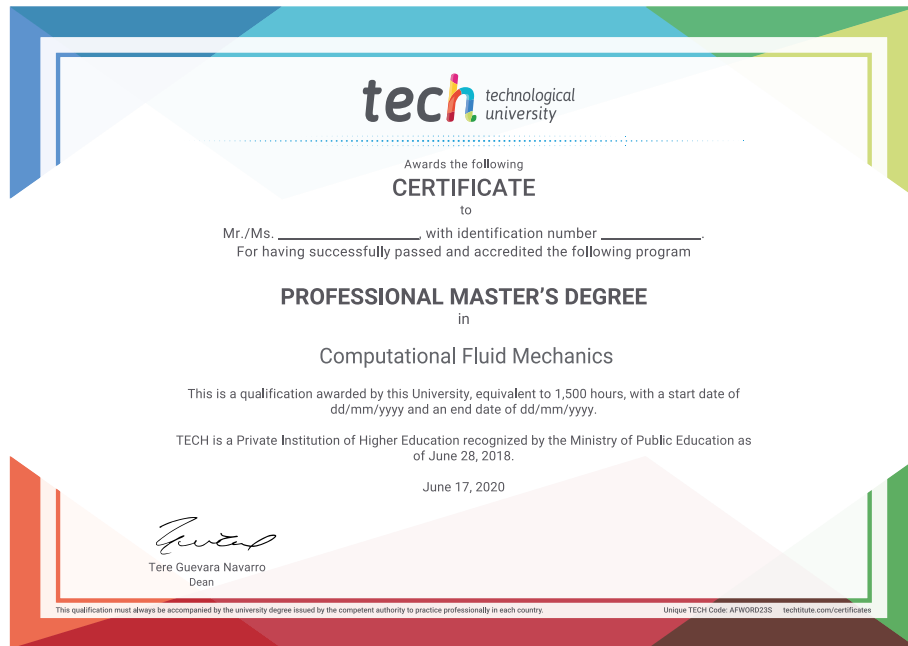 tech technological
university
Awards the following
CERTIFICATE
to
Mr./Ms. ____________________, with identification number ______________.
For having successfully passed and accredited the following program
PROFESSIONAL MASTER'S DEGREE
in
Computational Fluid Mechanics
This is a qualification awarded by this University, equivalent to 1,500 hours, with a start date of
dd/mm/yyyy and an end date of dd/mm/yyyy.
TECH is a Private Institution of Higher Education recognized by the Ministry of Public Education as
of June 28, 2018.
June 17, 2020
Tere Guevara Navarro
Dean
This qualification must always be accompanied by the university degree issued by the competent authority to practice professionally in each country.
Unique TECH Code: AFWORD23S techtitute.com/certificates